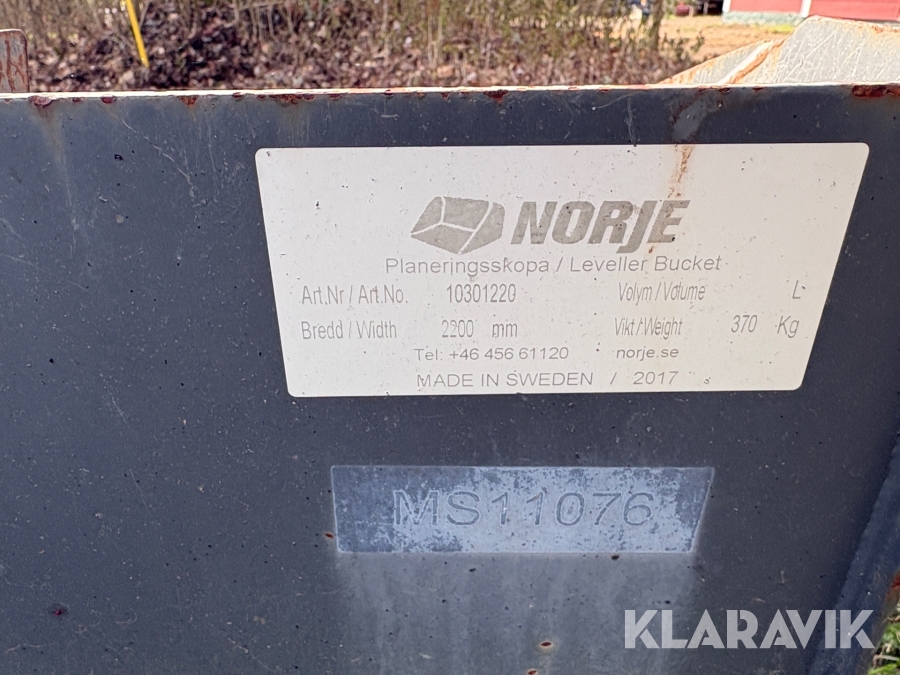 NORJE
Planeringsskopa / Leveller Bucket
Art.Nr / Art.No. 10301220 Volym / Volume L
Bredd / Width 2200 mm Vikt / Weight 370 Kg
Tel: +46 456 61120 norje.se
MADE IN SWEDEN / 2017
MS11076
KLARAVIK